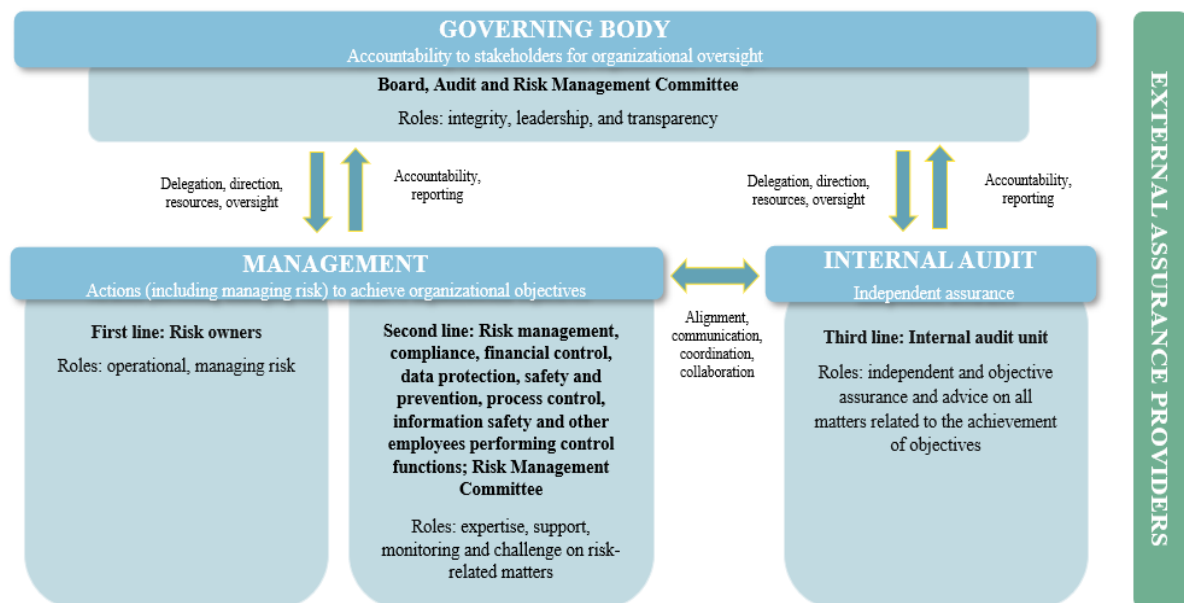 GOVERNING BODY
Accountability to stakeholders for organizational oversight
Board, Audit and Risk Management Committee
Roles: integrity, leadership, and transparency
Delegation, direction,
resources, oversight
Accountability,
reporting
Delegation, direction,
resources, oversight
Accountability,
reporting
MANAGEMENT
Actions (including managing risk) to achieve organizational objectives
First line: Risk owners
Roles: operational, managing risk
Second line: Risk management,
compliance, financial control,
data protection, safety and
prevention, process control,
information safety and other
employees performing control
functions; Risk Management
Committee
Roles: expertise, support,
monitoring and challenge on risk-
related matters
Alignment,
communication,
coordination,
collaboration
INTERNAL AUDIT
Independent assurance
Third line: Internal audit unit
Roles: independent and objective
assurance and advice on all
matters related to the achievement
of objectives
EXTERNAL ASSURANCE PROVIDERS